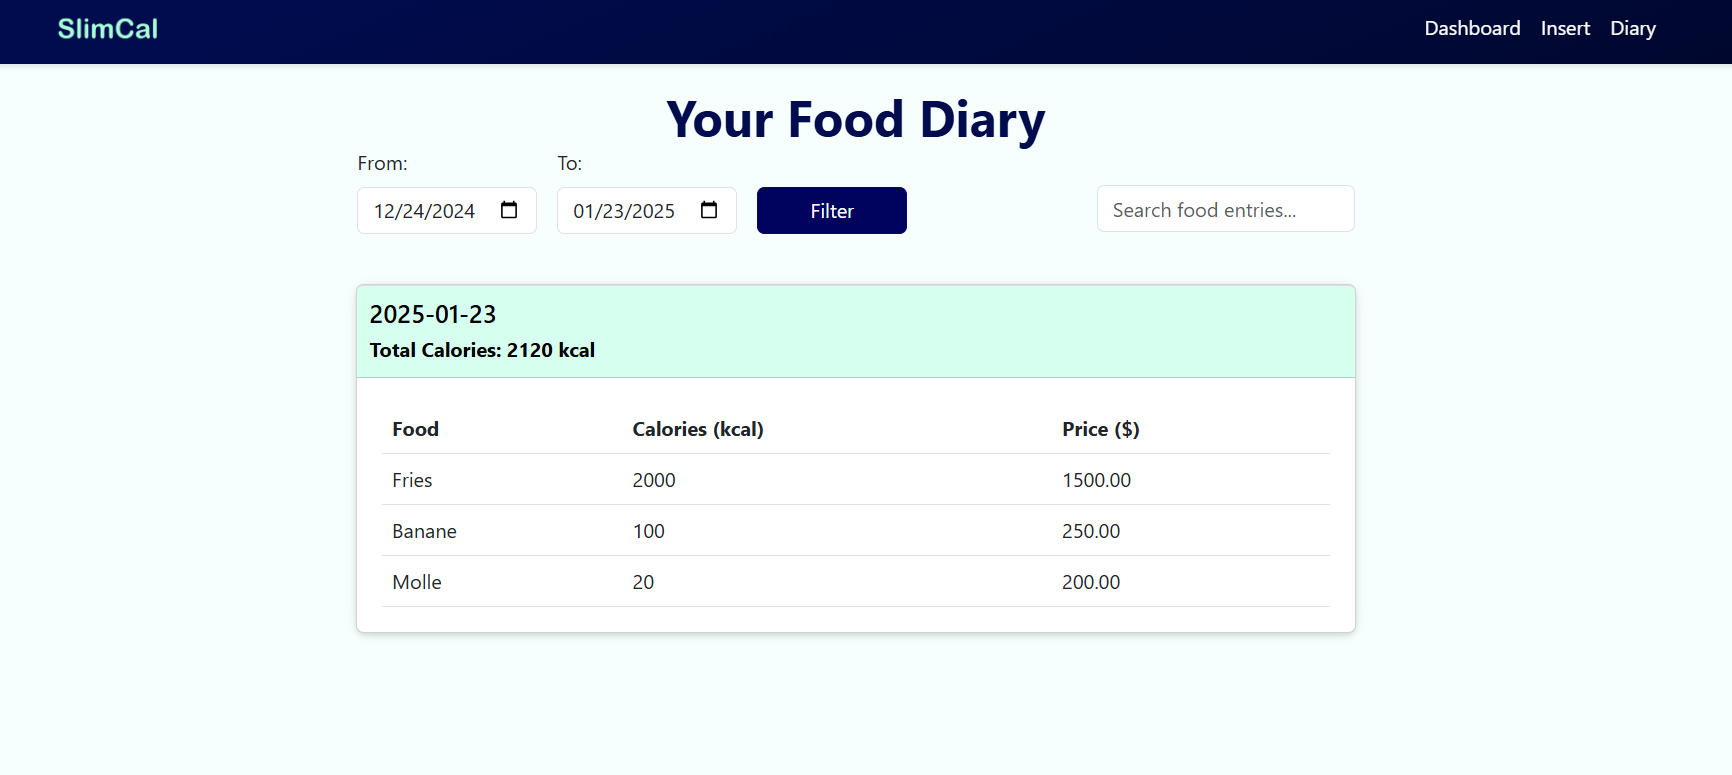 SlimCal
Dashboard Insert Diary
Your Food Diary
From: To:
12/24/2024 01/23/2025 Filter Search food entries...
2025-01-23
Total Calories: 2120 kcal
Food Calories (kcal) Price ($)
Fries 2000 1500.00
Banane 100 250.00
Molle 20 200.00